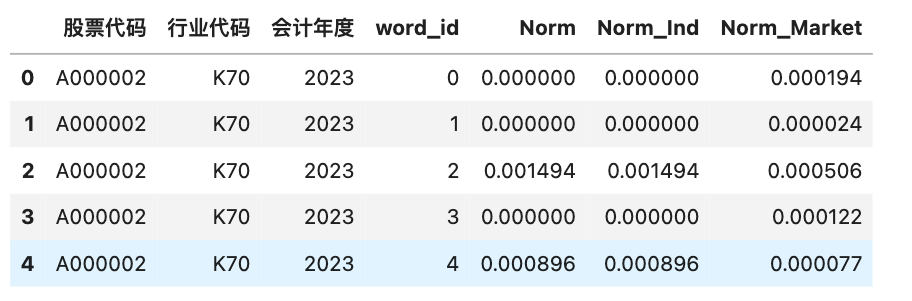 股票代码 行业代码 会计年度 word_id Norm Norm_Ind Norm_Market
0 A000002 K70 2023 0 0.000000 0.000000 0.000194
1 A000002 K70 2023 1 0.000000 0.000000 0.000024
2 A000002 K70 2023 2 0.001494 0.001494 0.000506
3 A000002 K70 2023 3 0.000000 0.000000 0.000122
4 A000002 K70 2023 4 0.000896 0.000896 0.000077